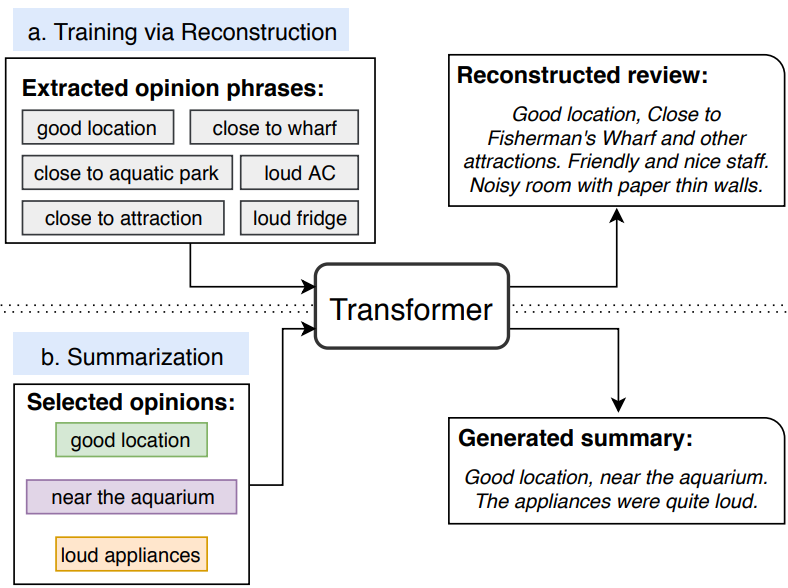 a. Training via Reconstruction
Extracted opinion phrases:
good location
close to wharf
close to aquatic park
loud AC
close to attraction
loud fridge
Reconstructed review:
Good location, Close to
Fisherman's Wharf and other
attractions. Friendly and nice staff.
Noisy room with paper thin walls.
Transformer
b. Summarization
Selected opinions:
good location
near the aquarium
loud appliances
Generated summary:
Good location, near the aquarium.
The appliances were quite loud.